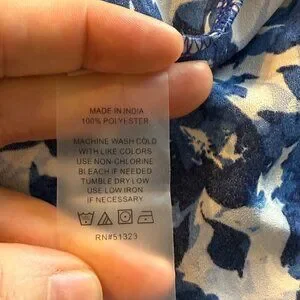 MADE IN INDIA
100% POLYESTER
MACHINE WASH COLD
WITH LIKE COLORS
USE NON-CHLORINE
BLEACH IF NEEDED
TUMBLE DRY LOW
USE LOW IRON
IF NECESSARY
RN#51323